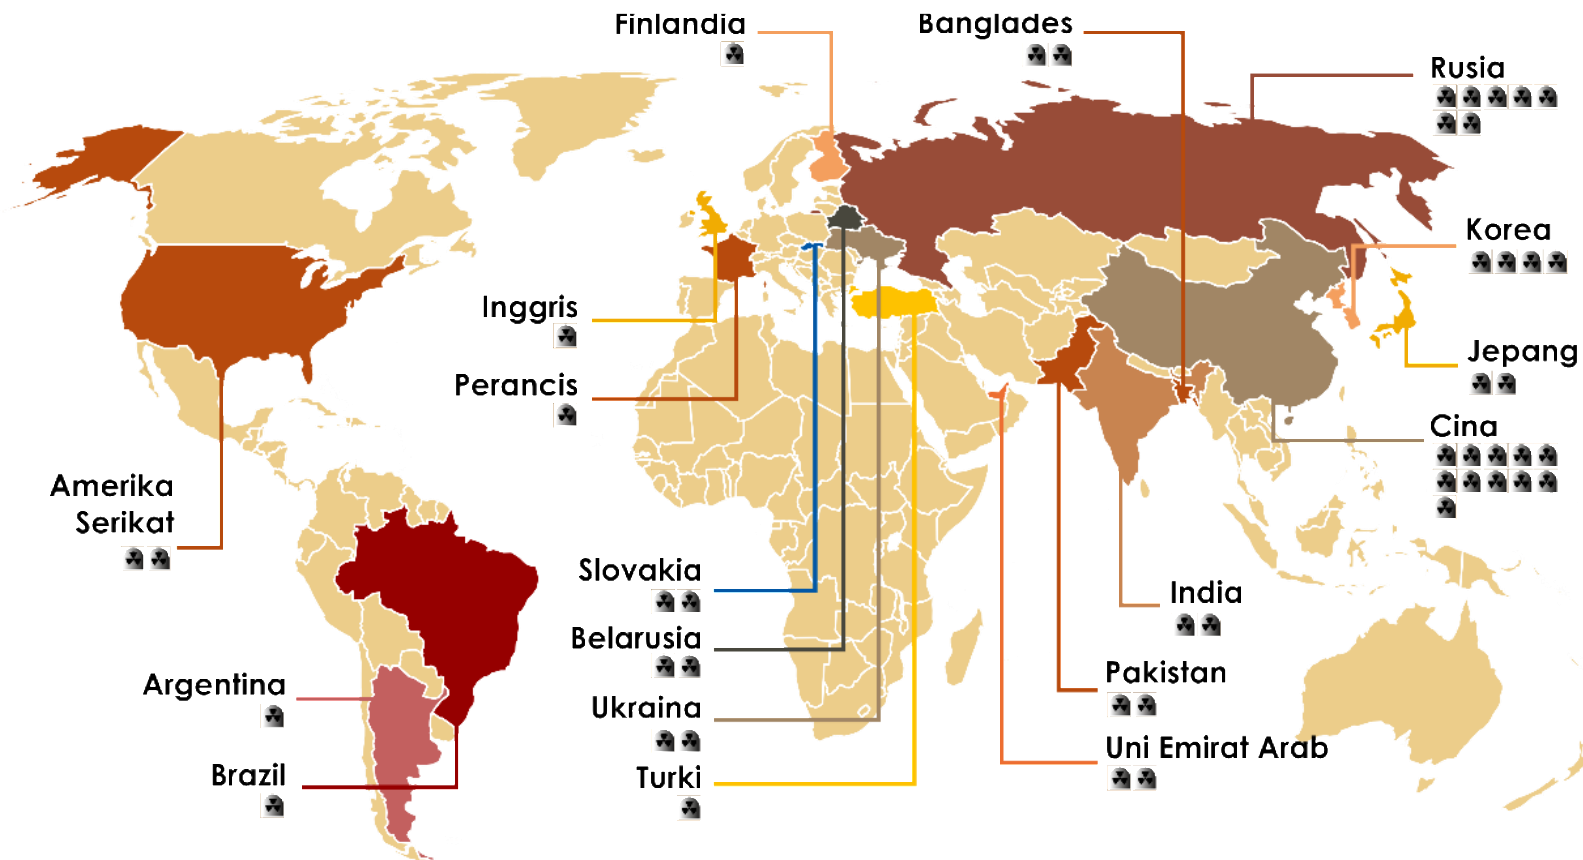 Finlandia
Banglades
Rusia
Korea
Inggris
Jepang
Perancis
Cina
Amerika
Serikat
Slovakia
India
Belarusia
Pakistan
Argentina
Ukraina
Uni Emirat Arab
Brazil
Turki